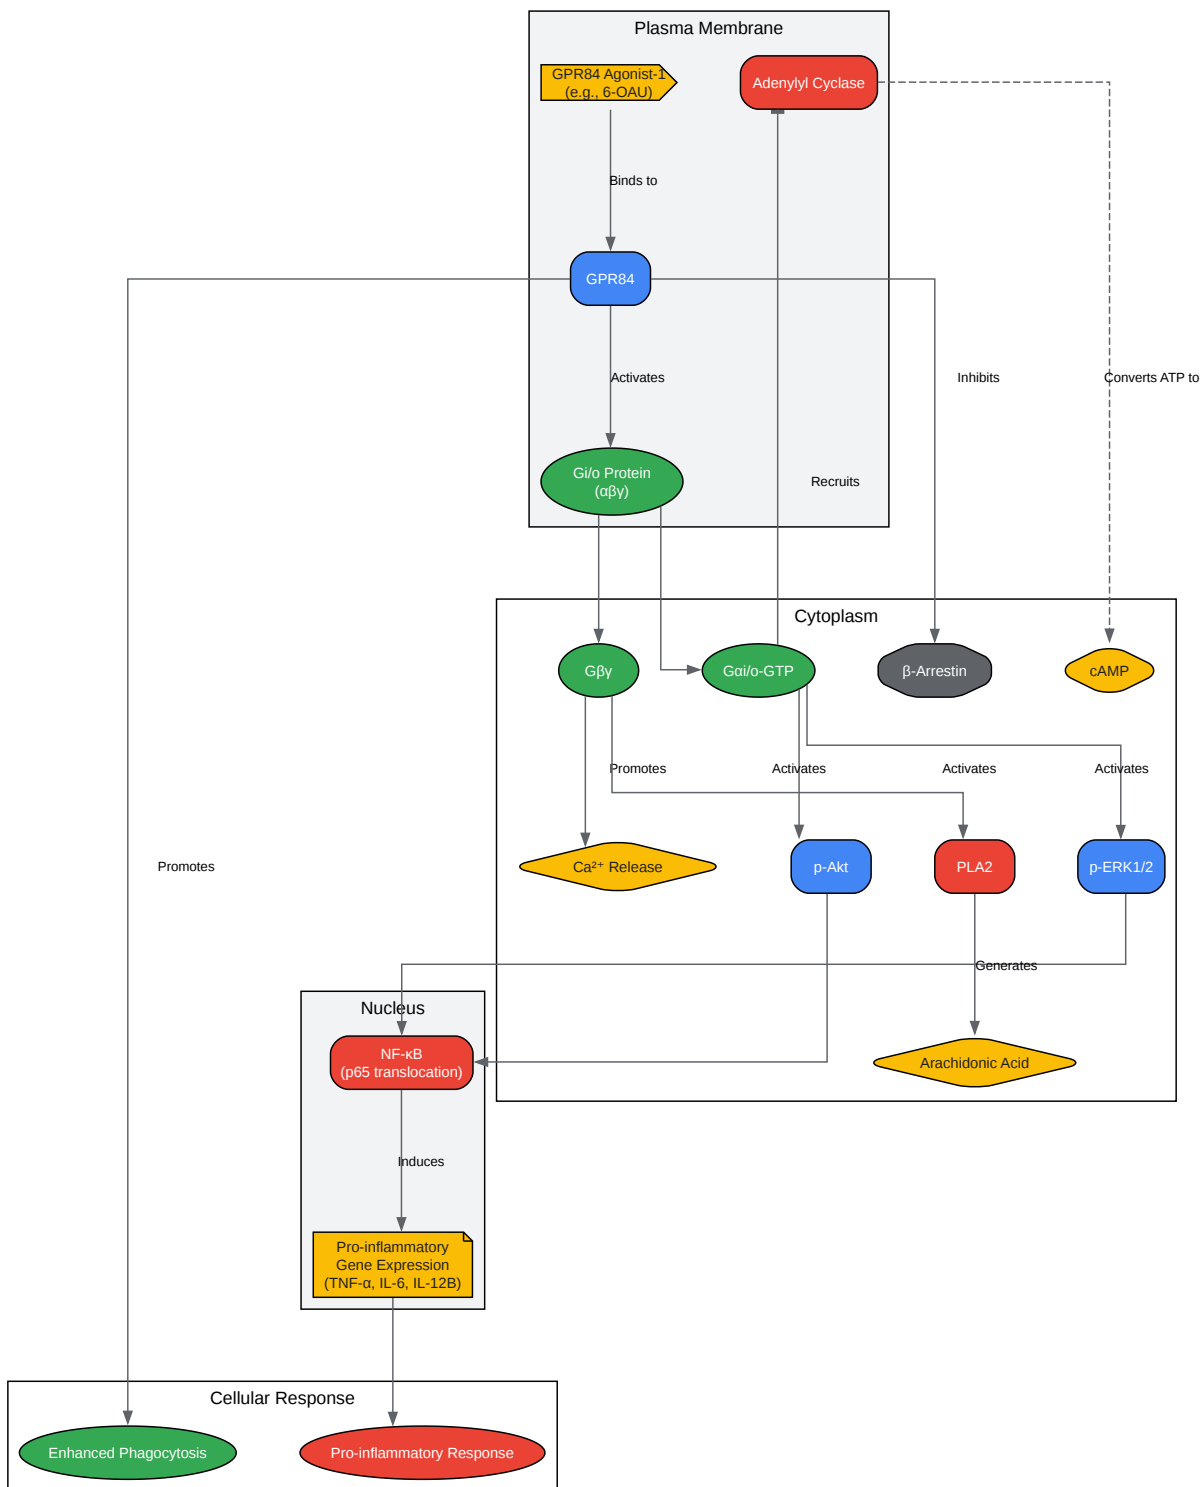 Plasma Membrane
GPR84 Agonist-1
(e.g., 6-OAU)
Adenylyl Cyclase
Binds to
GPR84
Activates
Inhibits
Converts ATP to
Gi/o Protein
(αβγ)
Recruits
Cytoplasm
Gβγ
Gαi/o-GTP
β-Arrestin
cAMP
Promotes
Activates
Activates
Activates
Promotes
Ca²⁺ Release
p-Akt
PLA2
p-ERK1/2
Generates
Nucleus
NF-κB
(p65 translocation)
Arachidonic Acid
Induces
Pro-inflammatory
Gene Expression
(TNF-α, IL-6, IL-12B)
Cellular Response
Enhanced Phagocytosis
Pro-inflammatory Response